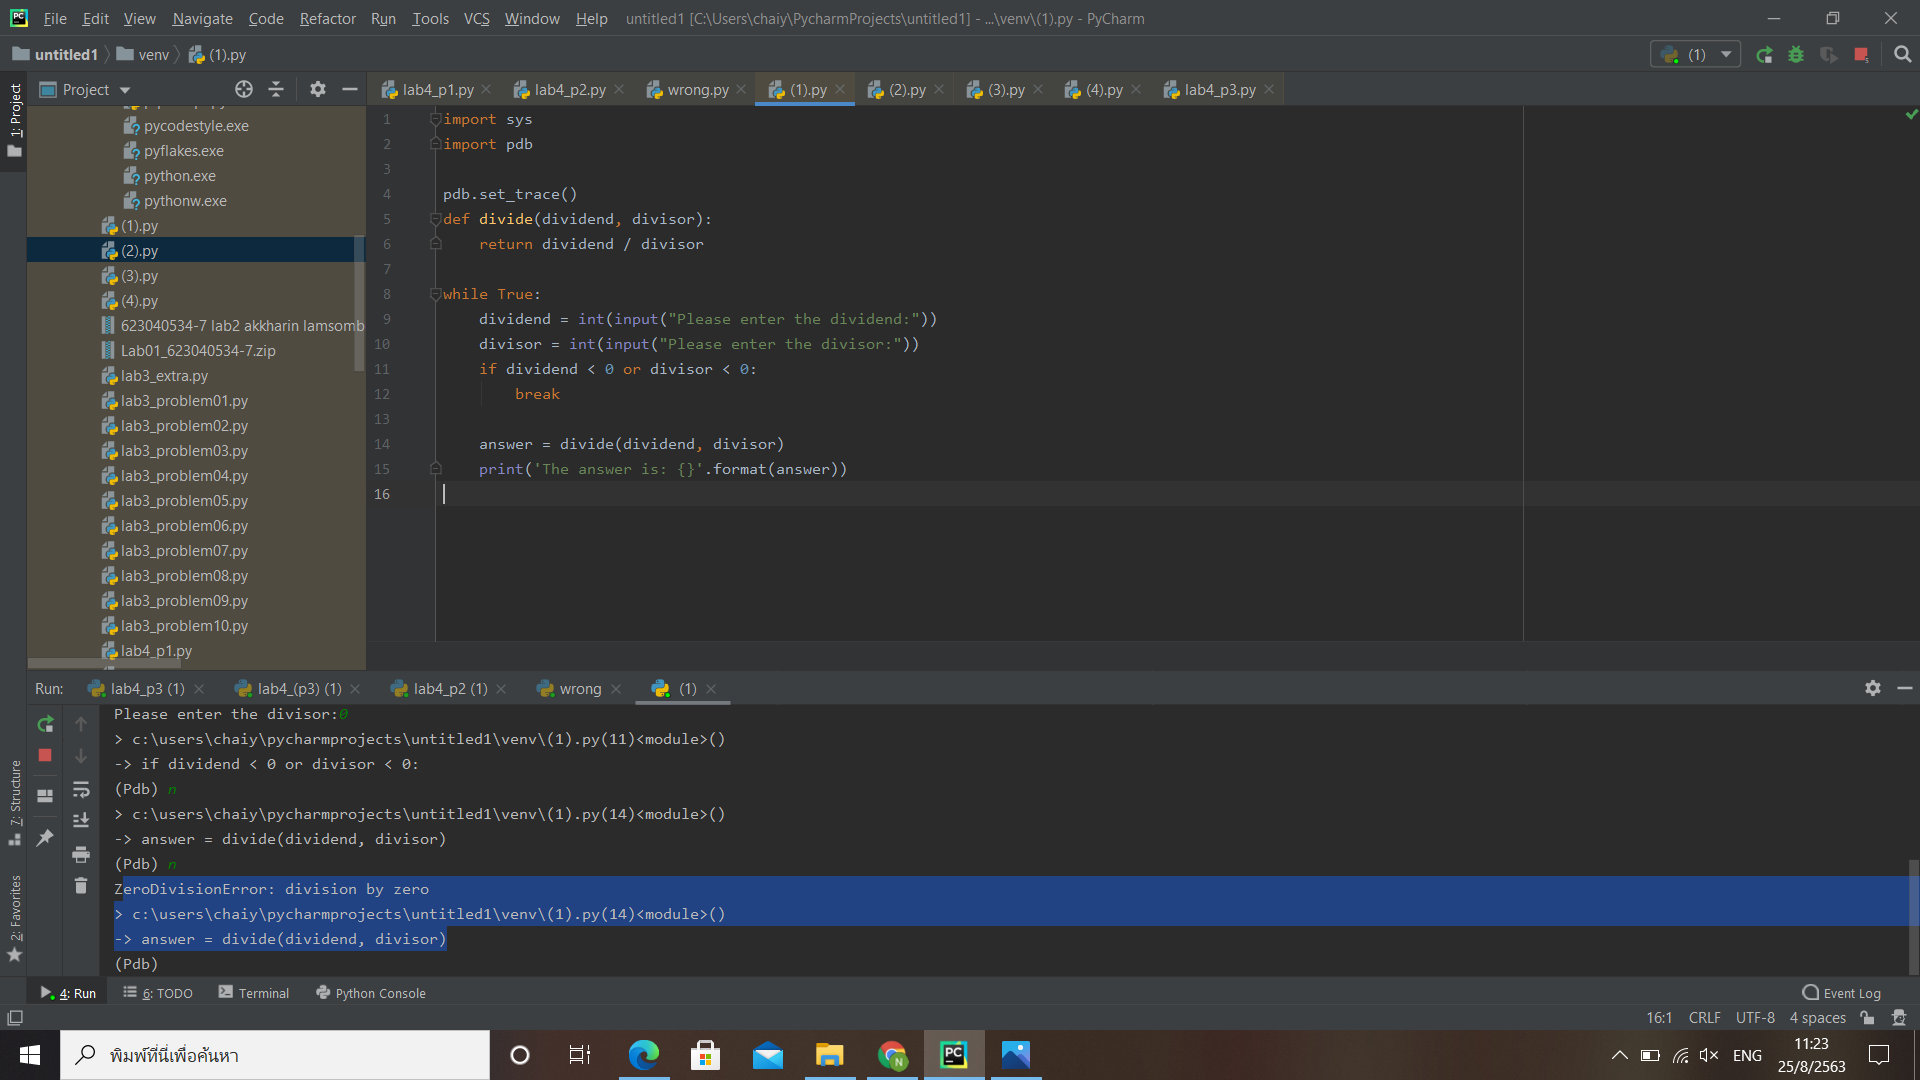 File Edit View Navigate Code Refactor Run Tools VCS Window Help untitled1 [C:\Users\chaiy\PycharmProjects\untitled1] - ...\venv\(1).py - PyCharm
untitled1 venv (1).py (1)
1: Project
Project
lab4_p1.py lab4_p2.py wrong.py (1).py (2).py (3).py (4).py lab4_p3.py
pycodestyle.exe
pyflakes.exe
python.exe
pythonw.exe
(1).py
(2).py
(3).py
(4).py
623040534-7 lab2 akkharin lamsomb
Lab01_623040534-7.zip
lab3_extra.py
lab3_problem01.py
lab3_problem02.py
lab3_problem03.py
lab3_problem04.py
lab3_problem05.py
lab3_problem06.py
lab3_problem07.py
lab3_problem08.py
lab3_problem09.py
lab3_problem10.py
lab4_p1.py
1 import sys
2 import pdb
3
4 pdb.set_trace()
5 def divide(dividend, divisor):
6     return dividend / divisor
7
8 while True:
9     dividend = int(input("Please enter the dividend:"))
10     divisor = int(input("Please enter the divisor:"))
11     if dividend < 0 or divisor < 0:
12         break
13
14     answer = divide(dividend, divisor)
15     print('The answer is: {}'.format(answer))
16
Run: lab4_p3 (1) lab4_(p3) (1) lab4_p2 (1) wrong (1)
Please enter the divisor:0
> c:\users\chaiy\pycharmprojects\untitled1\venv\(1).py(11)<module>()
-> if dividend < 0 or divisor < 0:
(Pdb) n
> c:\users\chaiy\pycharmprojects\untitled1\venv\(1).py(14)<module>()
-> answer = divide(dividend, divisor)
(Pdb) n
ZeroDivisionError: division by zero
> c:\users\chaiy\pycharmprojects\untitled1\venv\(1).py(14)<module>()
-> answer = divide(dividend, divisor)
(Pdb)
7: Structure
2: Favorites
4: Run 6: TODO Terminal Python Console Event Log
16:1 CRLF UTF-8 4 spaces
พิมพ์ที่นี่เพื่อค้นหา
N
PC
ENG
11:23
25/8/2563